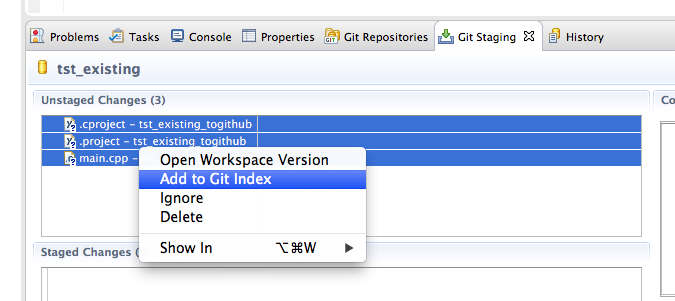 Problems Tasks Console Properties Git Repositories Git Staging History
tst_existing
Unstaged Changes (3)
.cproject – tst_existing_togithub
.project – tst_existing_togithub
main.cpp –
Open Workspace Version
Add to Git Index
Ignore
Delete
Show In ⌥⌘W
Staged Changes (
Co